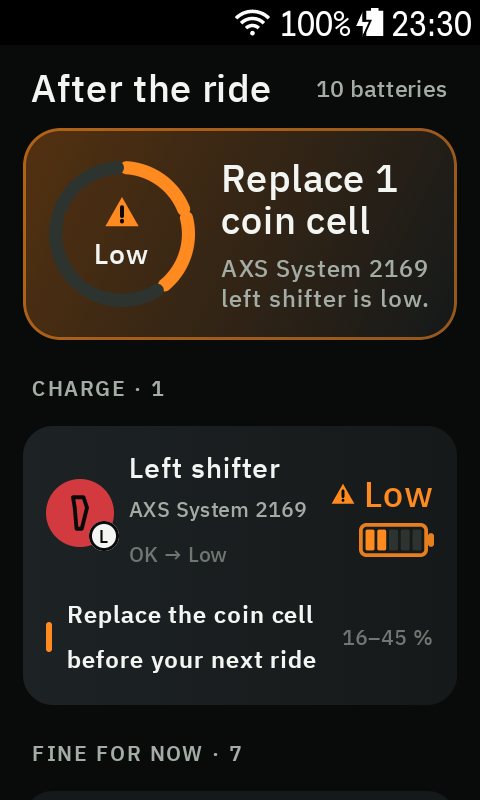 100% 23:30
After the ride 10 batteries
Low
Replace 1
coin cell
AXS System 2169
left shifter is low.
CHARGE · 1
Left shifter
AXS System 2169
OK → Low
L
Low
Replace the coin cell
before your next ride
16–45 %
FINE FOR NOW · 7